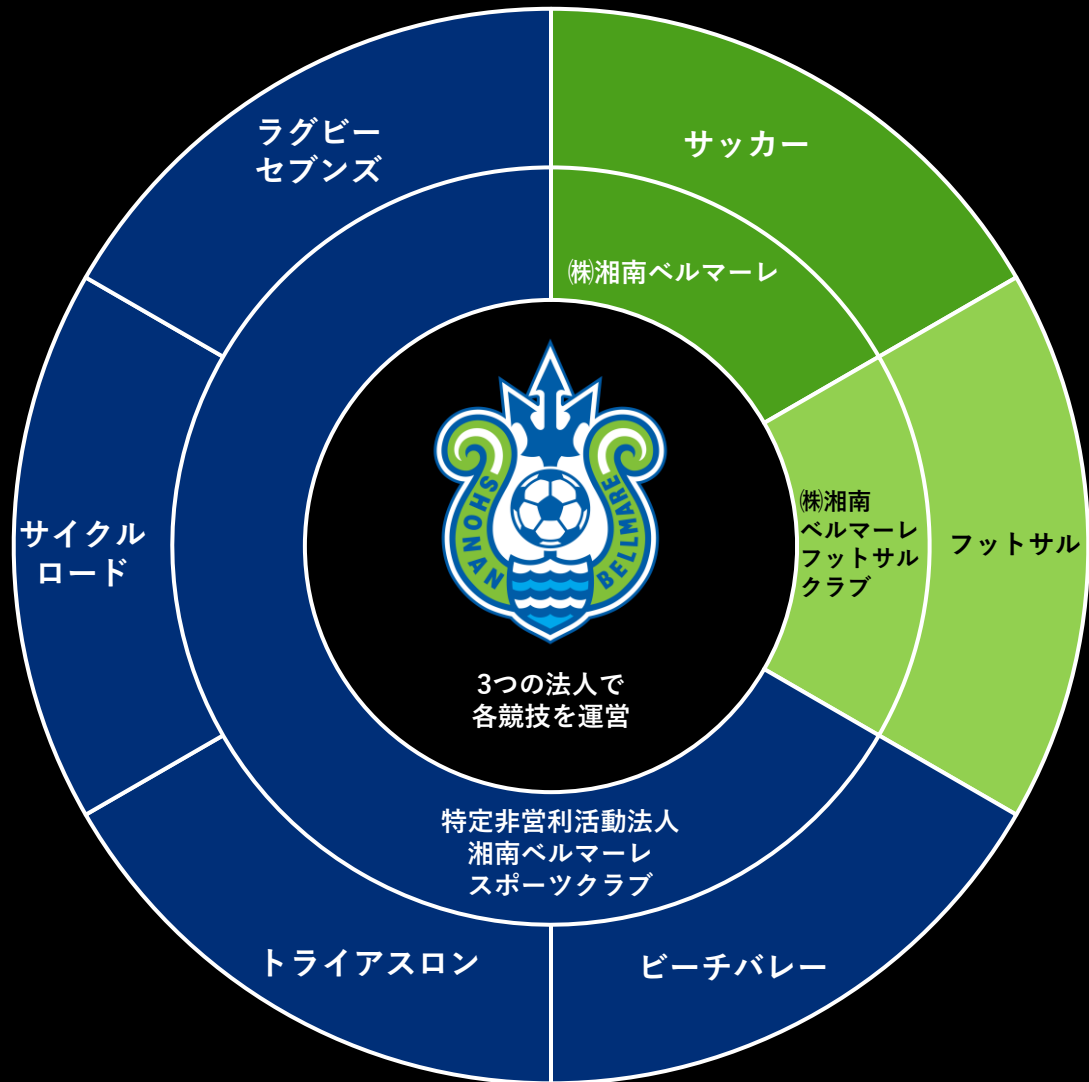 ラグビー
セブンズ
サッカー
㈱湘南ベルマーレ
SHONAN
BELLMARE
㈱湘南
ベルマーレ
フットサル
クラブ
フットサル
サイクル
ロード
3つの法人で
各競技を運営
特定非営利活動法人
湘南ベルマーレ
スポーツクラブ
トライアスロン
ビーチバレー